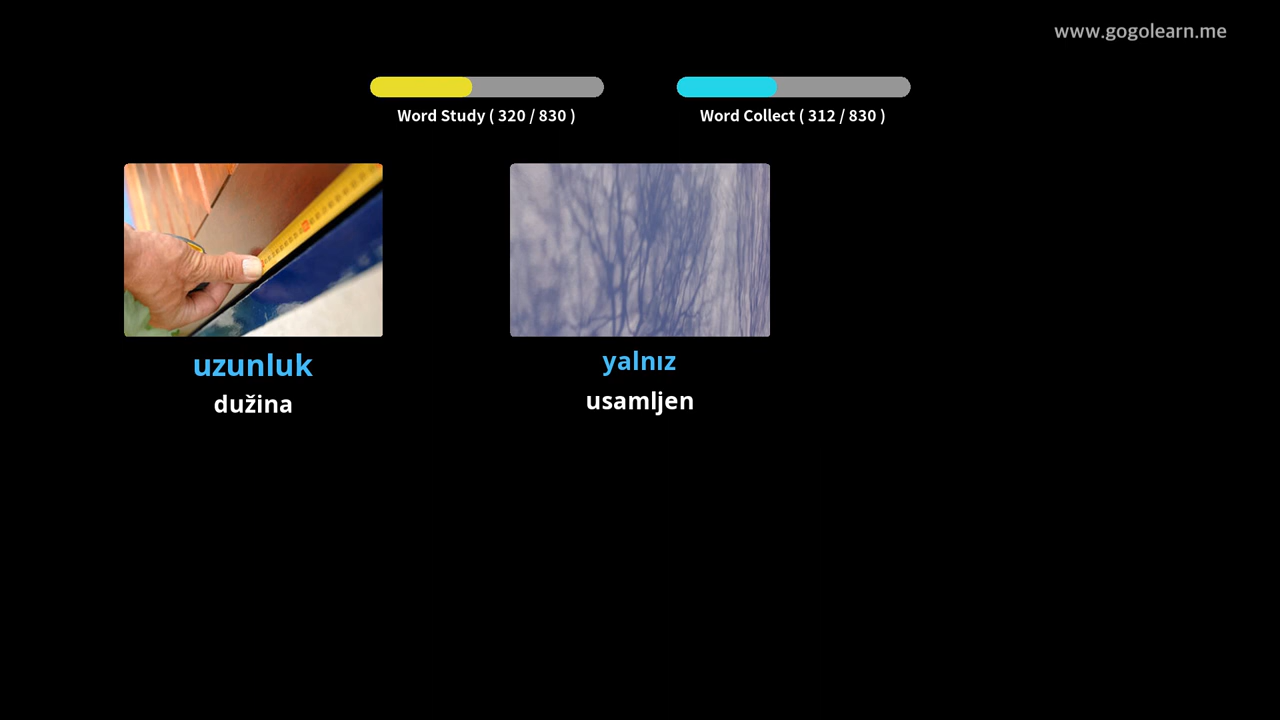 www.gogolearn.me
Word Study ( 320 / 830 )
Word Collect ( 312 / 830 )
uzunluk
dužina
yalnız
usamljen